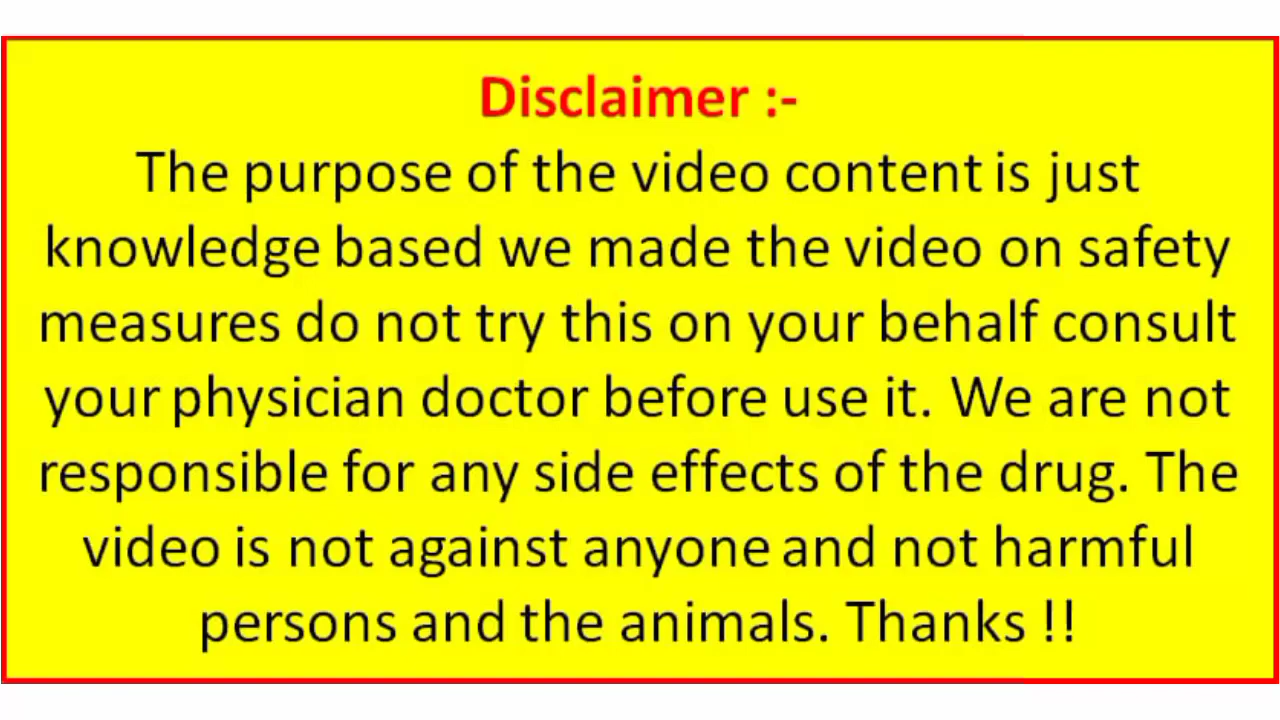 Disclaimer :-
The purpose of the video content is just
knowledge based we made the video on safety
measures do not try this on your behalf consult
your physician doctor before use it. We are not
responsible for any side effects of the drug. The
video is not against anyone and not harmful
persons and the animals. Thanks !!